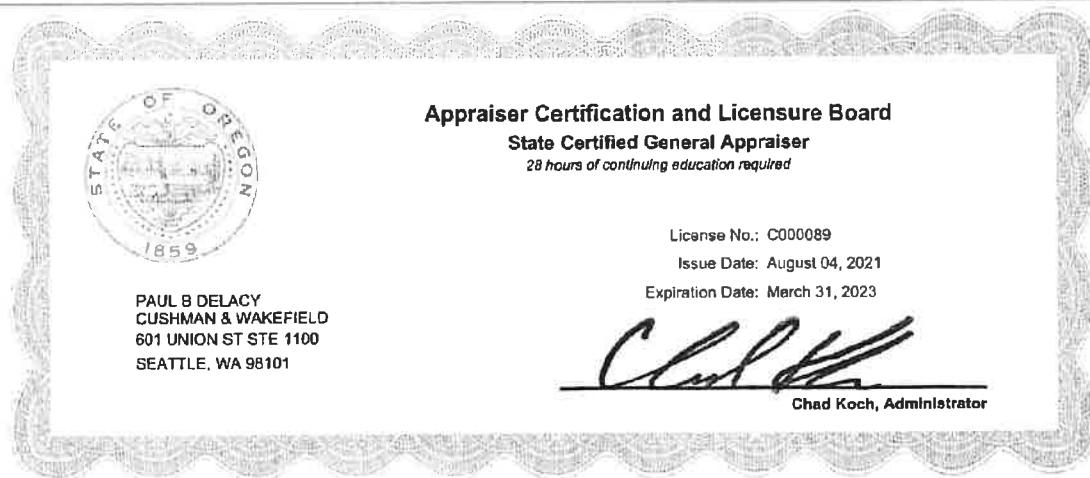 STATE OF OREGON
1859
Appraiser Certification and Licensure Board
State Certified General Appraiser
28 hours of continuing education required
License No.: C000089
Issue Date: August 04, 2021
Expiration Date: March 31, 2023
PAUL B DELACY
CUSHMAN & WAKEFIELD
601 UNION ST STE 1100
SEATTLE, WA 98101
Chad Koch, Administrator